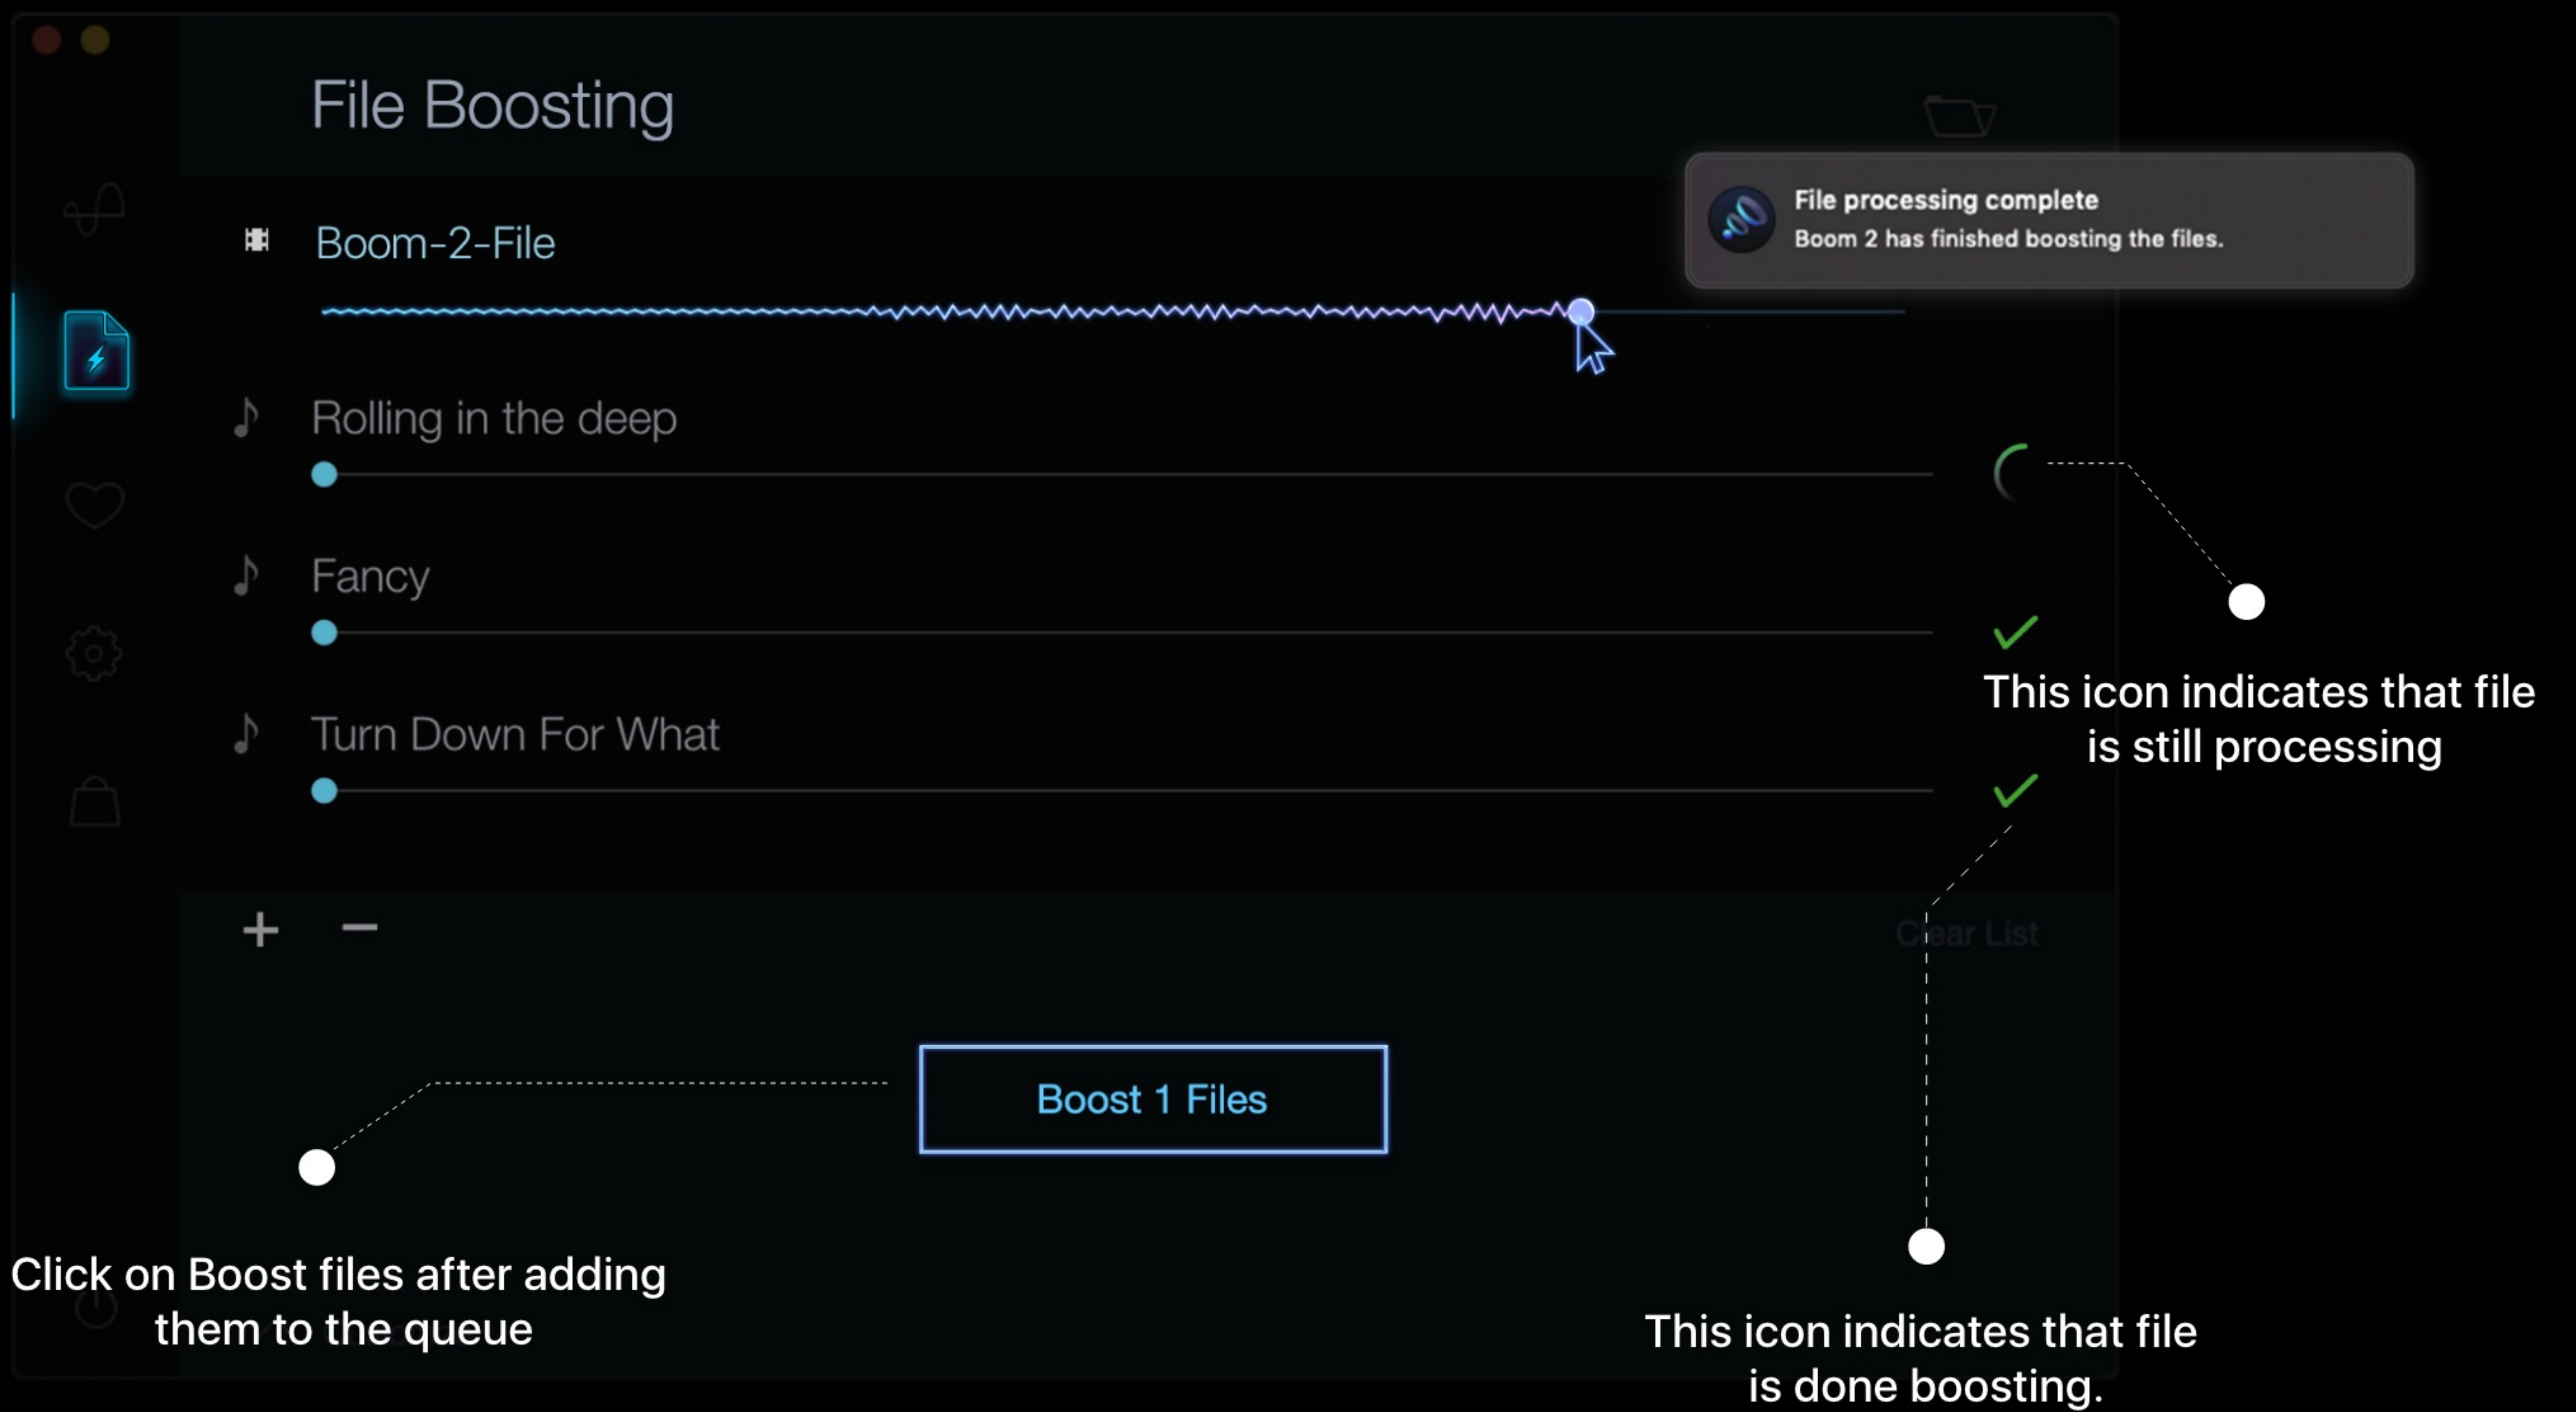 File Boosting
File processing complete
Boom 2 has finished boosting the files.
Boom-2-File
Rolling in the deep
Fancy
Turn Down For What
This icon indicates that file
is still processing
Clear List
Boost 1 Files
Click on Boost files after adding
them to the queue
This icon indicates that file
is done boosting.